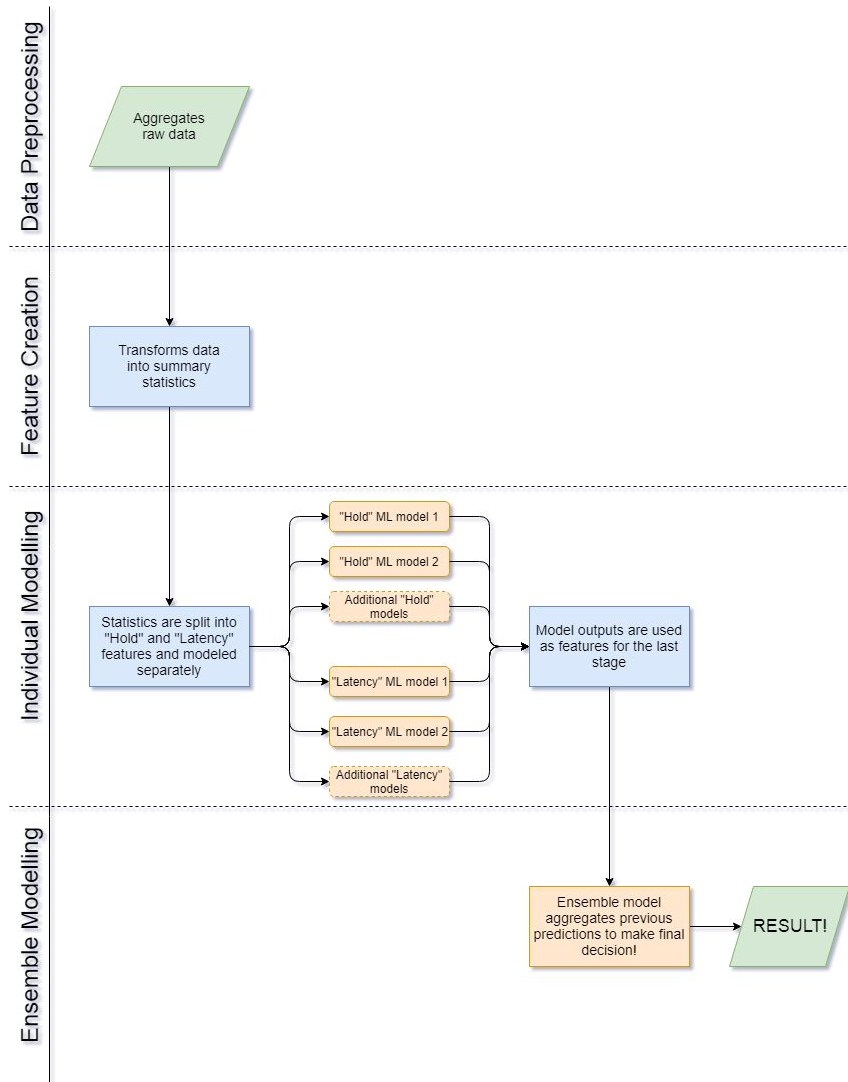 Data Preprocessing
Aggregates
raw data
Feature Creation
Transforms data
into summary
statistics
Individual Modelling
Statistics are split into
"Hold" and "Latency"
features and modeled
separately
"Hold" ML model 1
"Hold" ML model 2
Additional "Hold"
models
"Latency" ML model 1
"Latency" ML model 2
Additional "Latency"
models
Model outputs are used
as features for the last
stage
Ensemble Modelling
Ensemble model
aggregates previous
predictions to make final
decision!
RESULT!